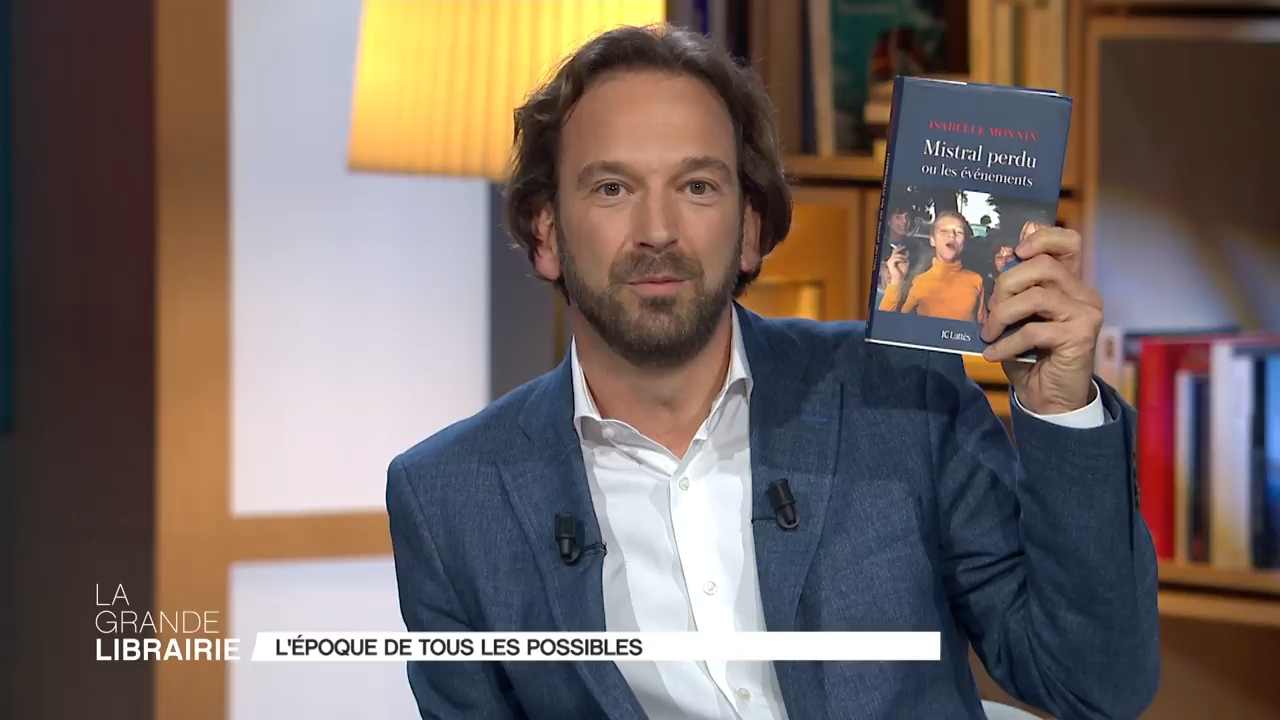 ISABELLE MONNIN
Mistral perdu
ou les événements
JC Lattès
LA
GRANDE
LIBRAIRIE
L'ÉPOQUE DE TOUS LES POSSIBLES